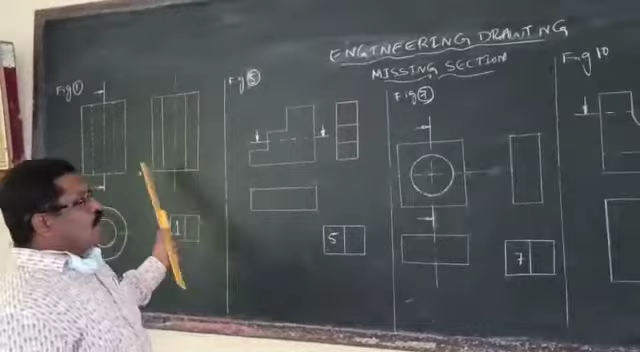 ENGINEERING DRAWING
MISSING SECTION
Fig 1
Fig 5
Fig 7
Fig 10
1
5
7